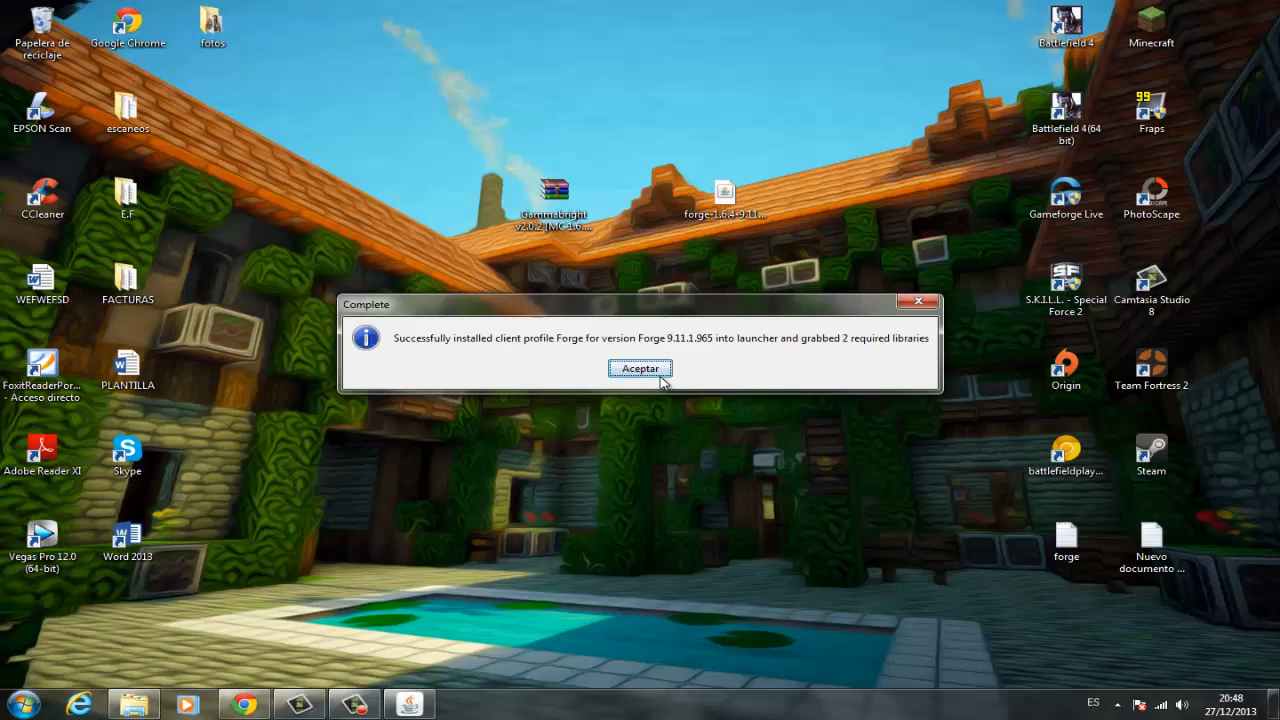 Papelera de
reciclaje
Google Chrome
fotos
Battlefield 4
Minecraft
EPSON Scan
escaneos
Battlefield 4(64
bit)
99
Fraps
CCleaner
E.F
Gammabright
v2.0.2 [MC 1.6....
forge-1.6.4-9.11...
Gameforge Live
PhotoScape
WEFWEFSD
FACTURAS
SF
S.K.I.L.L. - Special
Force 2
Camtasia Studio
8
Complete
Successfully installed client profile Forge for version Forge 9.11.1.965 into launcher and grabbed 2 required libraries
Aceptar
FoxitReaderPor...
- Acceso directo
PLANTILLA
Origin
Team Fortress 2
Adobe Reader XI
Skype
battlefieldplay...
Steam
Vegas Pro 12.0
(64-bit)
Word 2013
forge
Nuevo
documento ...
ES
20:48
27/12/2013